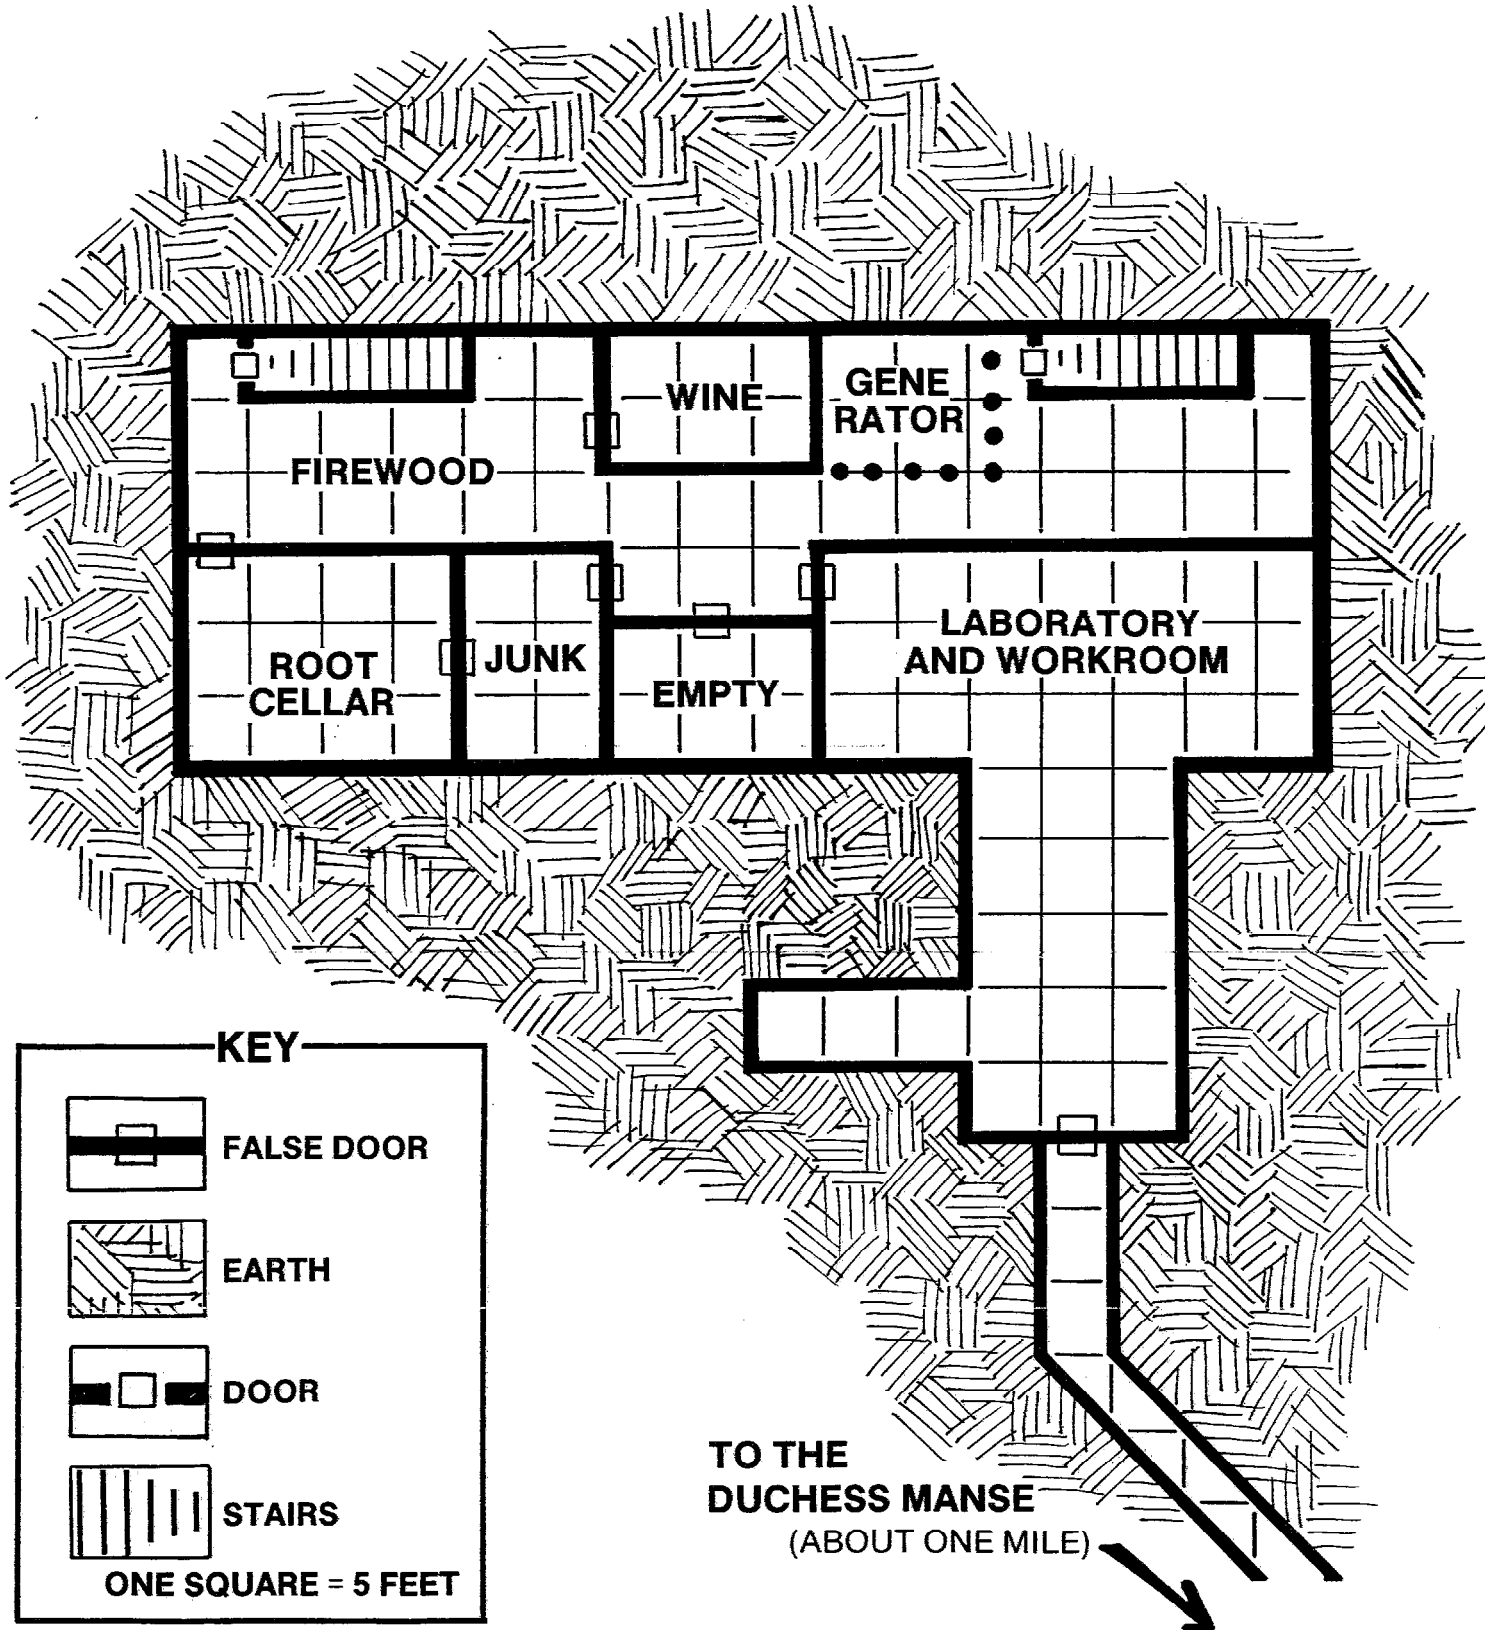 WINE
GENE
RATOR
FIREWOOD
LABORATORY
AND WORKROOM
ROOT
CELLAR
JUNK
EMPTY
KEY
FALSE DOOR
EARTH
DOOR
STAIRS
ONE SQUARE = 5 FEET
TO THE
DUCHESS MANSE
(ABOUT ONE MILE)